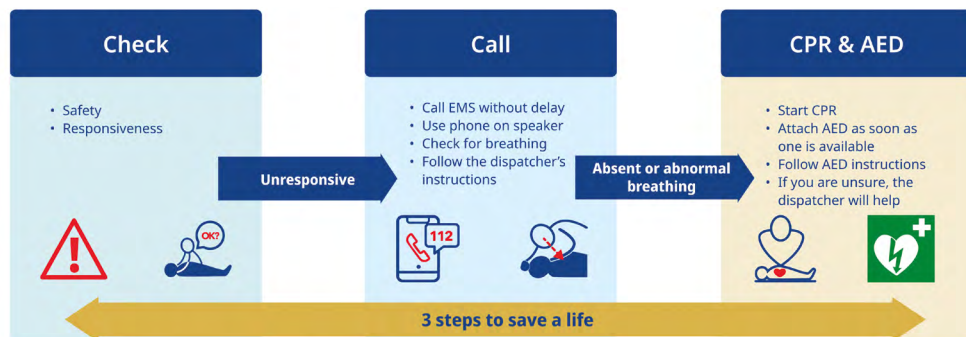 Check
• Safety
• Responsiveness
OK?
Unresponsive
Call
• Call EMS without delay
• Use phone on speaker
• Check for breathing
• Follow the dispatcher's
instructions
112
Absent or abnormal
breathing
CPR & AED
• Start CPR
• Attach AED as soon as
one is available
• Follow AED instructions
• If you are unsure, the
dispatcher will help
3 steps to save a life